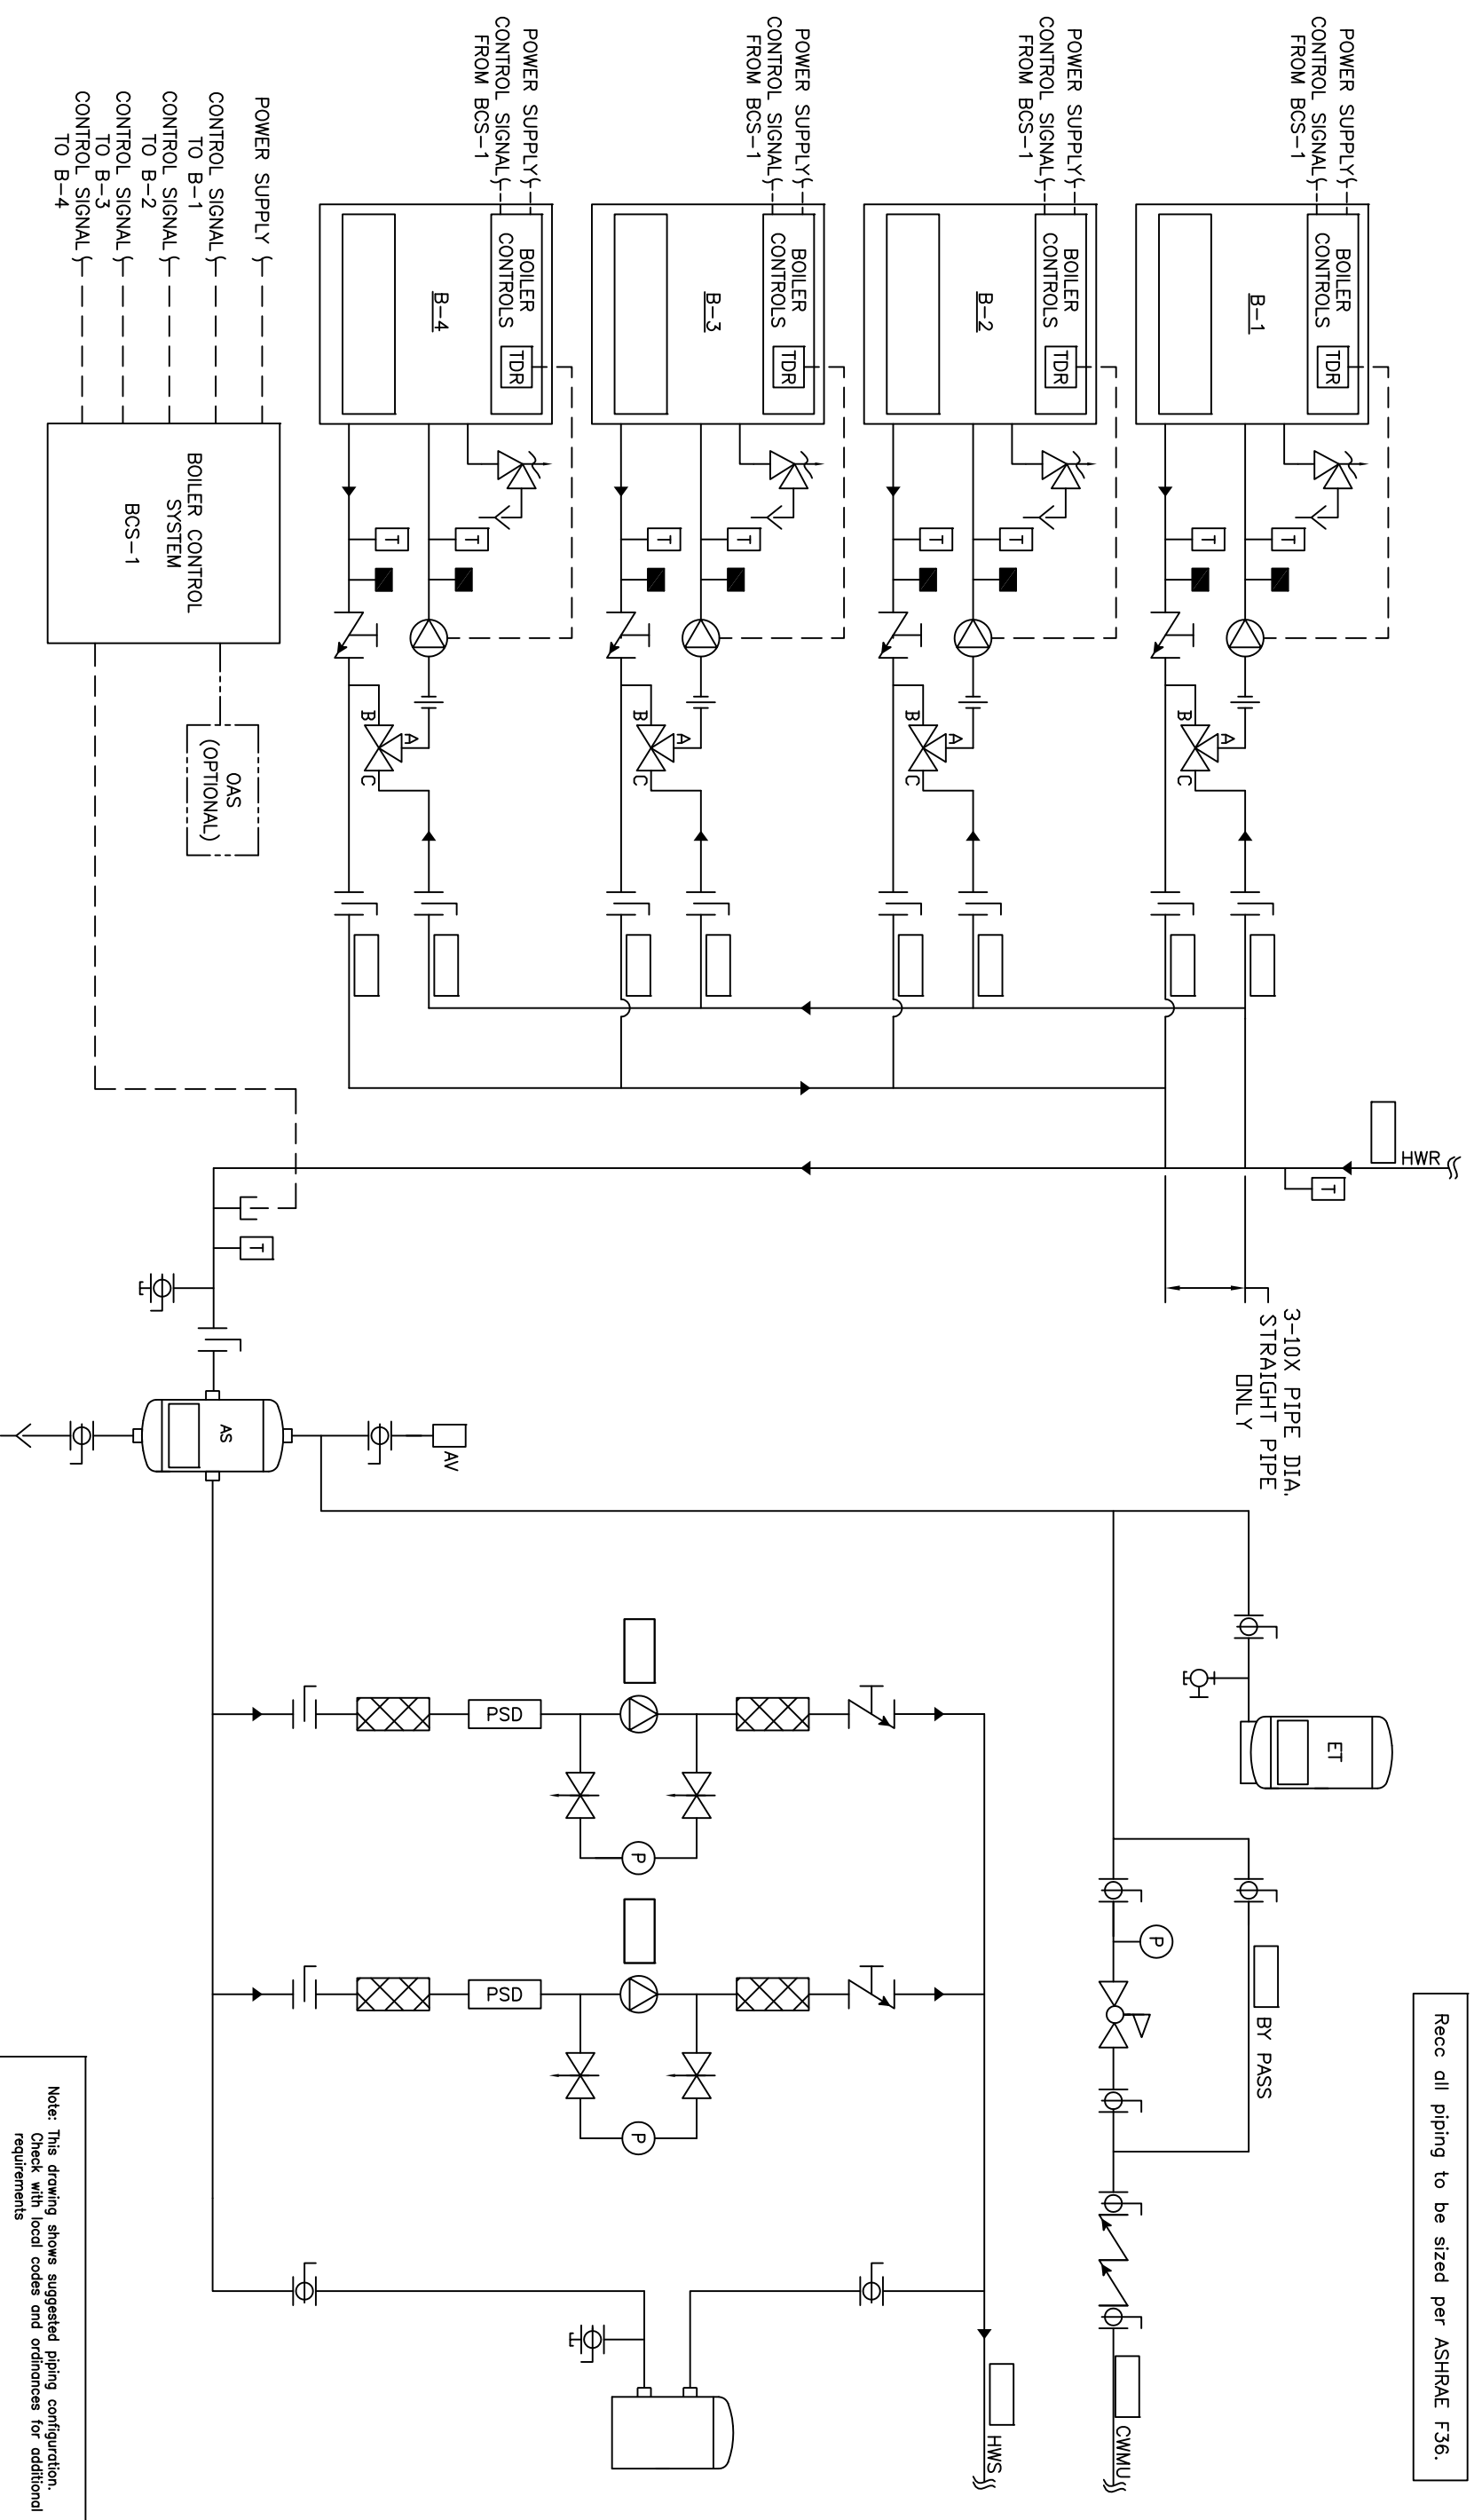 POWER SUPPLY
CONTROL SIGNAL
FROM BCS-1
BOILER
CONTROLS
TDR
B-4
T
T
A
B
C
POWER SUPPLY
CONTROL SIGNAL
FROM BCS-1
BOILER
CONTROLS
TDR
B-3
T
T
A
B
C
POWER SUPPLY
CONTROL SIGNAL
FROM BCS-1
BOILER
CONTROLS
TDR
B-2
T
T
A
B
C
POWER SUPPLY
CONTROL SIGNAL
FROM BCS-1
BOILER
CONTROLS
TDR
B-1
T
T
A
B
C
POWER SUPPLY
CONTROL SIGNAL
TO B-1
CONTROL SIGNAL
TO B-2
CONTROL SIGNAL
TO B-3
CONTROL SIGNAL
TO B-4
BOILER CONTROL
SYSTEM
BCS-1
OAS
(OPTIONAL)
HWR
T
3-10X PIPE DIA.
STRAIGHT PIPE
ONLY
T
AS
AV
ET
PSD
P
PSD
P
P
BY PASS
CWMU
HWS
Recc all piping to be sized per ASHRAE F36.
Note: This drawing shows suggested piping configuration.
Check with local codes and ordinances for additional
requirements